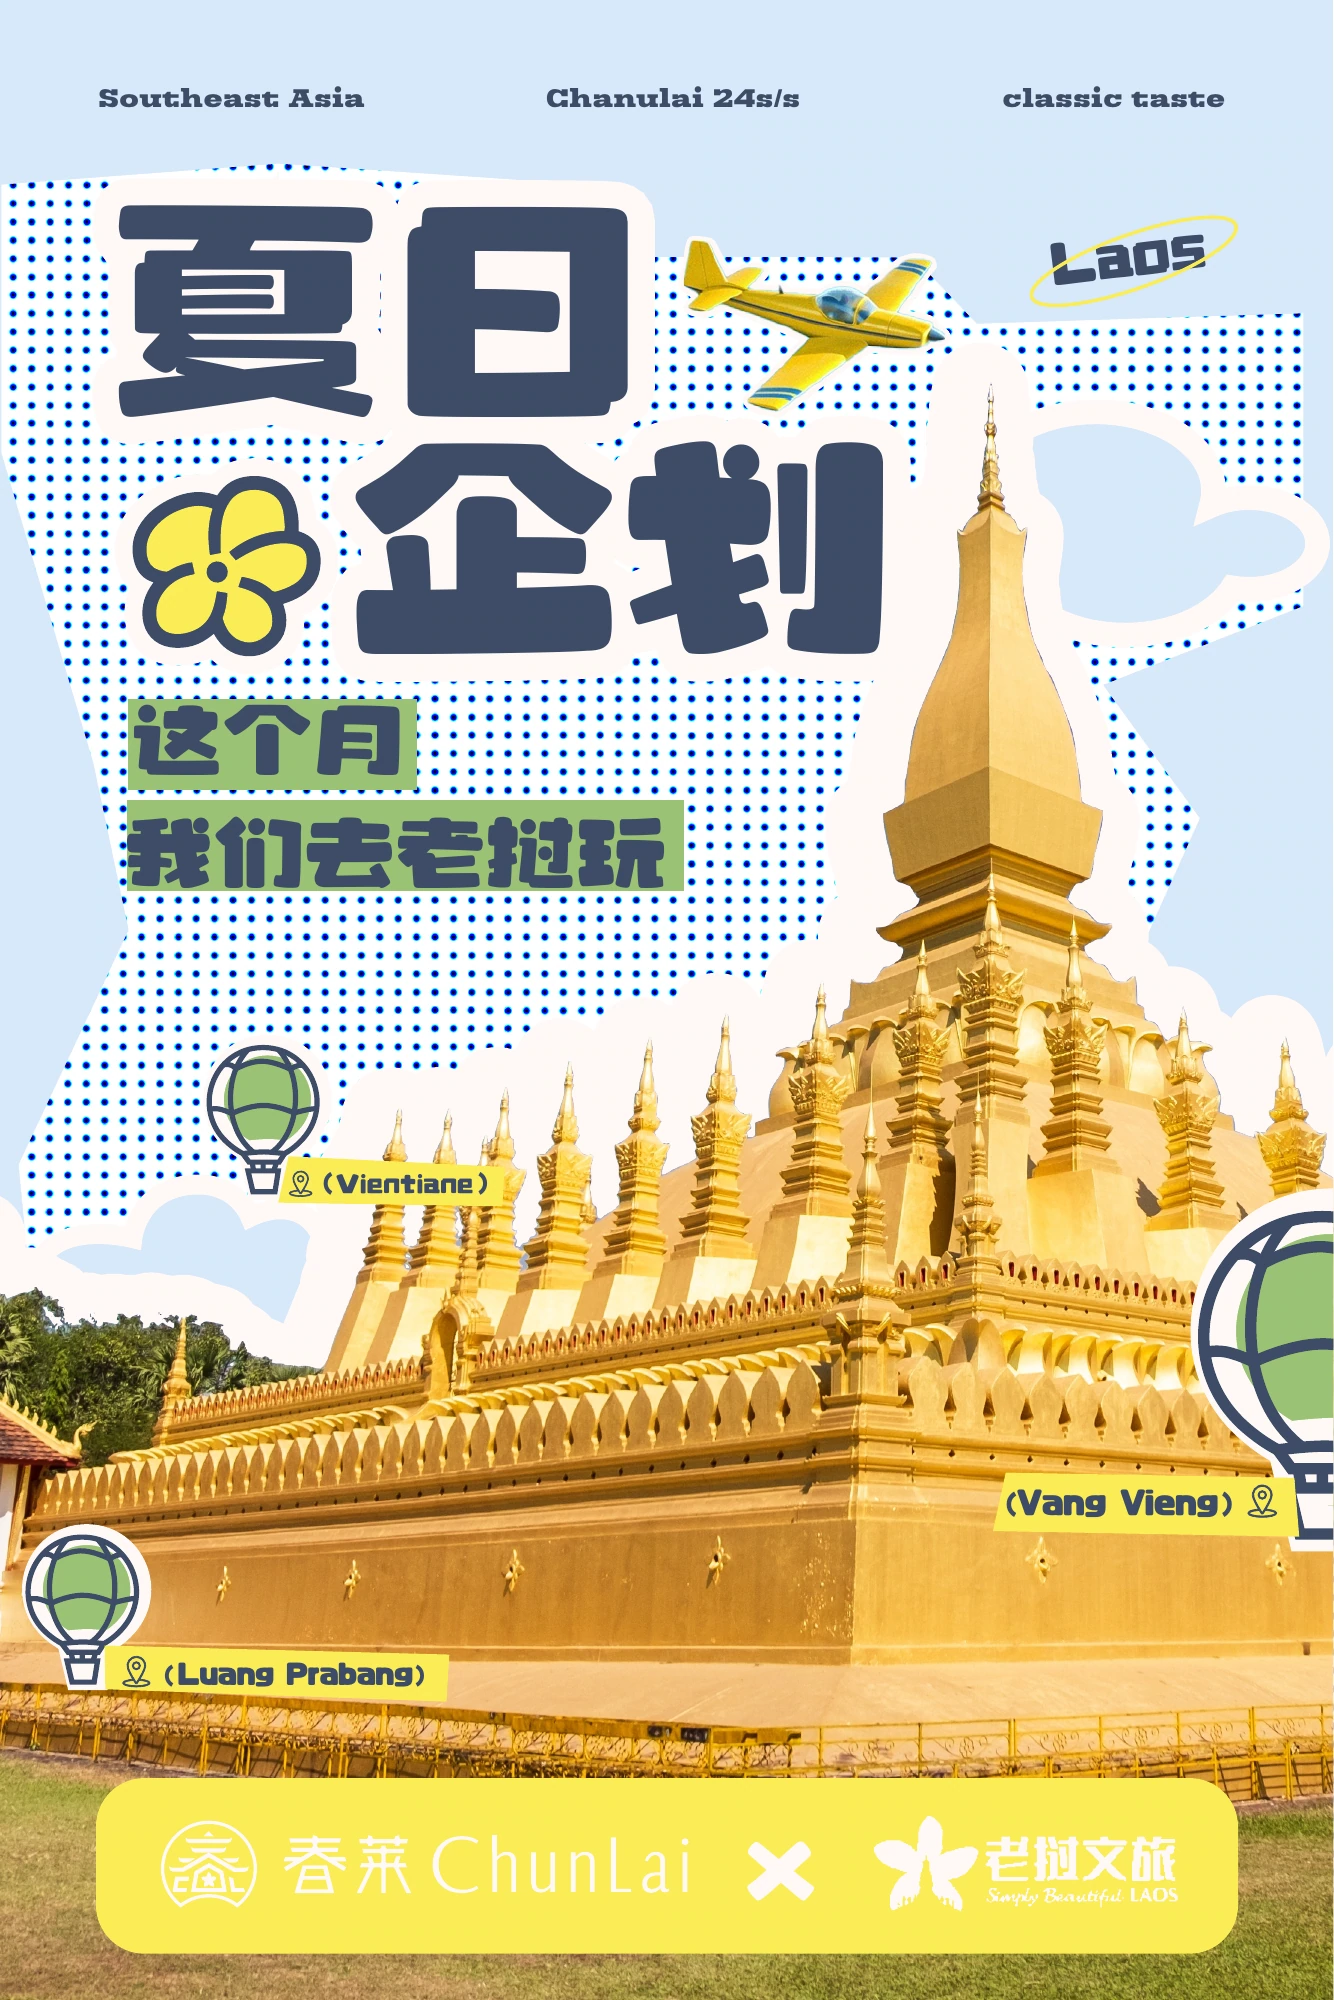 Southeast Asia
Chanulai 24s/s
classic taste
Laos
夏日
企划
这个月
我们去老挝玩
(Vientiane)
(Vang Vieng)
(Luang Prabang)
春莱 ChunLai
老挝文旅
Simply Beautiful LAOS